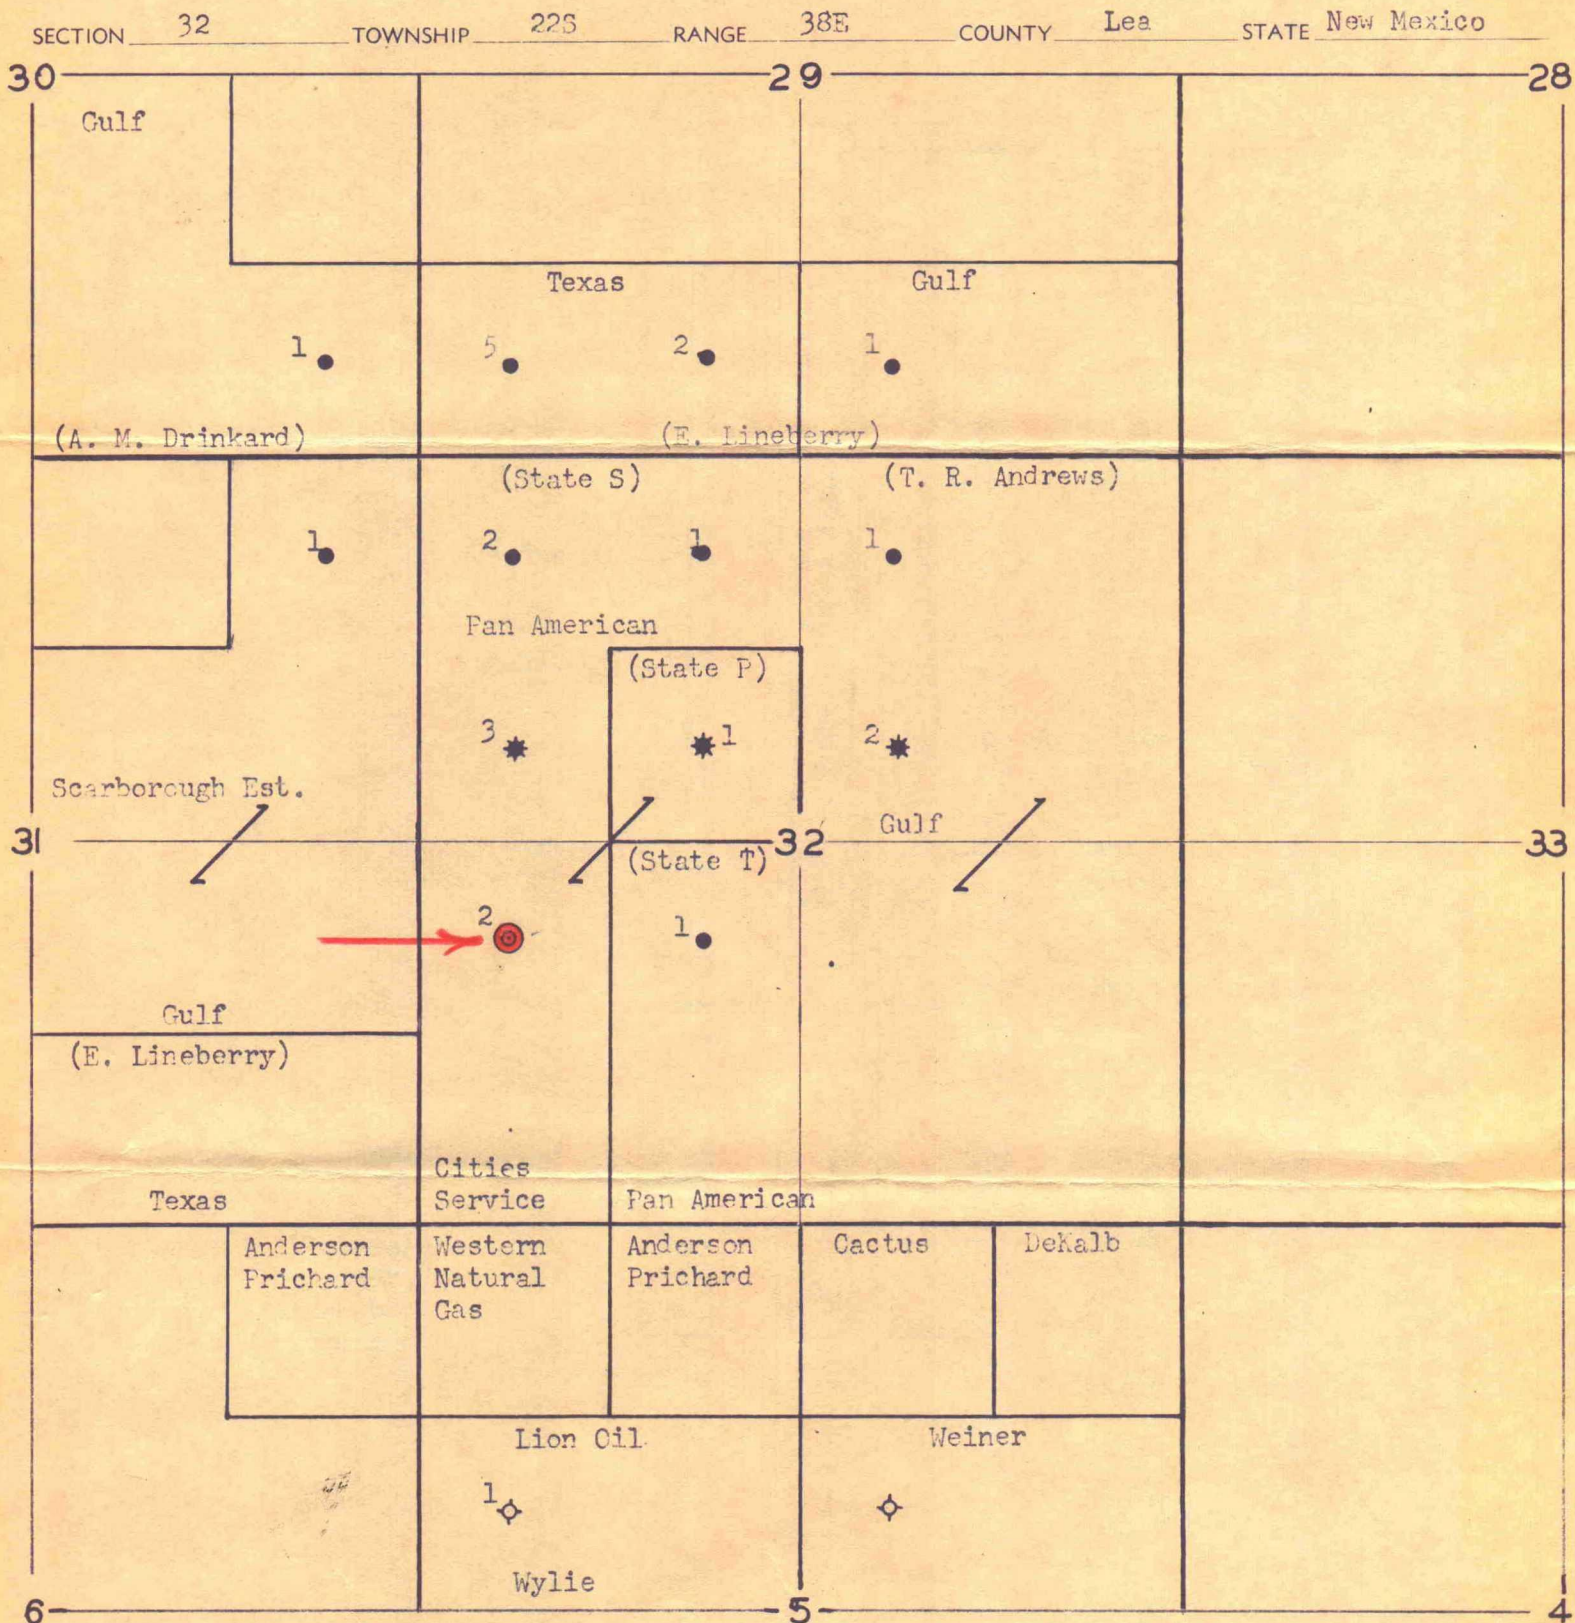 SECTION 32 TOWNSHIP 22S RANGE 38E COUNTY Lea STATE New Mexico
30 29 28
Gulf
Texas Gulf
1 5 2 1
(A. M. Drinkard) (E. Lineberry)
(State S) (T. R. Andrews)
1 2 1 1
Pan American
(State P)
3 1 2
Scarborough Est.
Gulf
31 32 33
(State T)
2 1
Gulf
(E. Lineberry)
Cities
Service
Texas Pan American
Anderson
Prichard
Western
Natural
Gas
Anderson
Prichard
Cactus
DeKalb
Lion Oil Weiner
1
Wylie
6 5 4